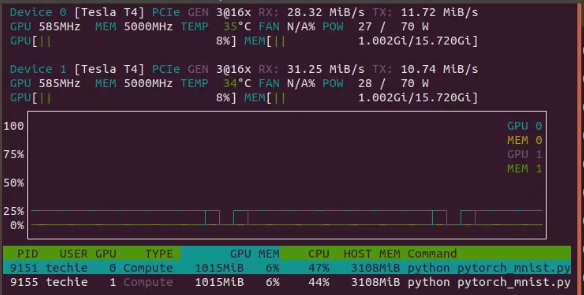 Device 0 [Tesla T4] PCIe GEN 3@16x RX: 28.32 MiB/s TX: 11.72 MiB/s
GPU 585MHz MEM 5000MHz TEMP 35°C FAN N/A% POW 27 / 70 W
GPU[|| 8%] MEM[|| 1.002Gi/15.720Gi]
Device 1 [Tesla T4] PCIe GEN 3@16x RX: 31.25 MiB/s TX: 10.74 MiB/s
GPU 585MHz MEM 5000MHz TEMP 34°C FAN N/A% POW 28 / 70 W
GPU[|| 8%] MEM[|| 1.002Gi/15.720Gi]
100 GPU 0
MEM 0
75% GPU 1
MEM 1
50%
25%
0%
PID USER GPU TYPE GPU MEM CPU HOST MEM Command
9151 techie 0 Compute 1015MiB 6% 47% 3108MiB python pytorch_mnist.py
9155 techie 1 Compute 1015MiB 6% 44% 3108MiB python pytorch_mnist.py